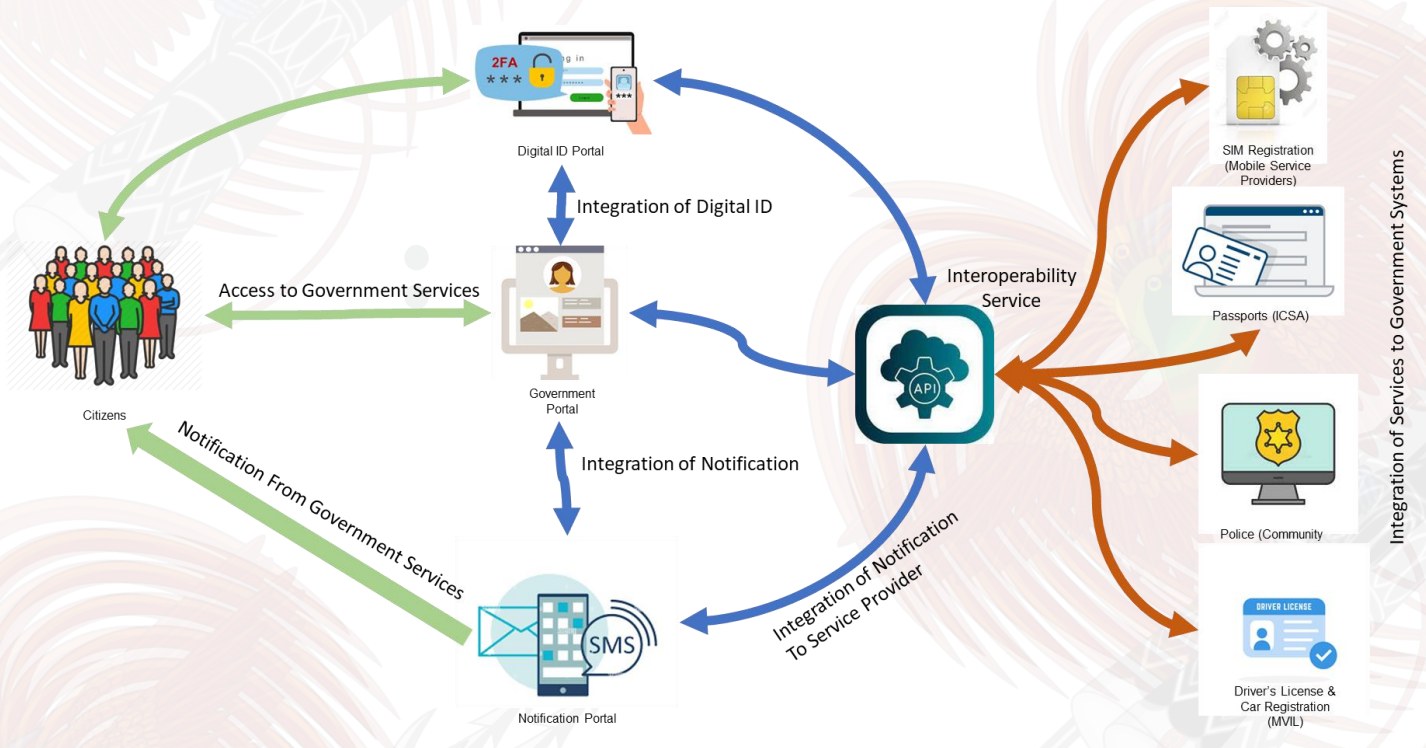 2FA
***
Log in
***
Digital ID Portal
Integration of Digital ID
Citizens
Access to Government Services
Government
Portal
Integration of Notification
Notification From Government Services
SMS
Notification Portal
Interoperability
Service
API
Integration of Notification
To Service Provider
SIM Registration
(Mobile Service
Providers)
Passports (ICSA)
Police (Community
DRIVER LICENSE
Driver's License &
Car Registration
(MVIL)
Integration of Services to Government Systems